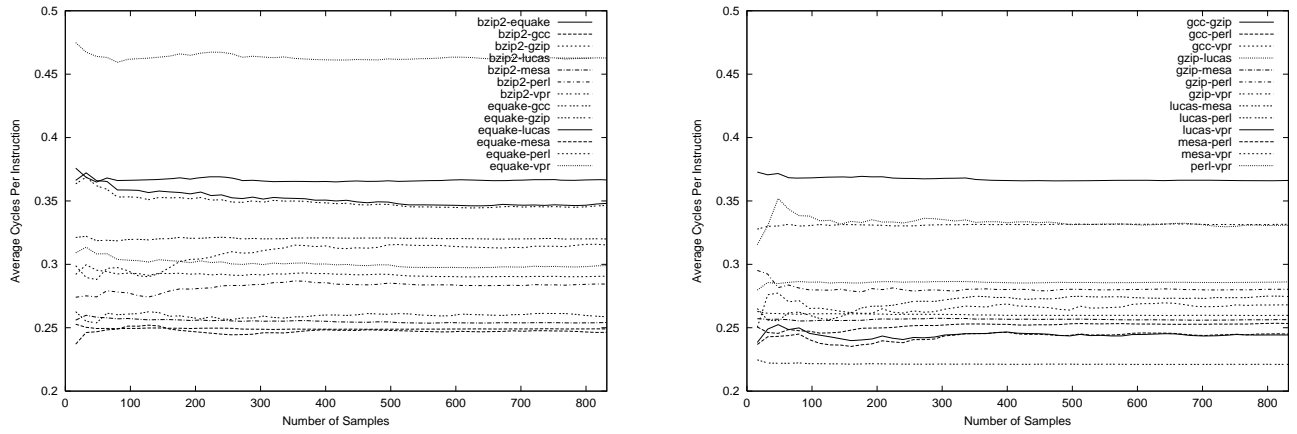 0.5
0.45
0.4
0.35
0.3
0.25
0.2
Average Cycles Per Instruction
0 100 200 300 400 500 600 700 800
Number of Samples
bzip2-equake
bzip2-gcc
bzip2-gzip
bzip2-lucas
bzip2-mesa
bzip2-perl
bzip2-vpr
equake-gcc
equake-gzip
equake-lucas
equake-mesa
equake-perl
equake-vpr
0.5
0.45
0.4
0.35
0.3
0.25
0.2
Average Cycles Per Instruction
0 100 200 300 400 500 600 700 800
Number of Samples
gcc-gzip
gcc-perl
gcc-vpr
gzip-lucas
gzip-mesa
gzip-perl
gzip-vpr
lucas-mesa
lucas-perl
lucas-vpr
mesa-perl
mesa-vpr
perl-vpr